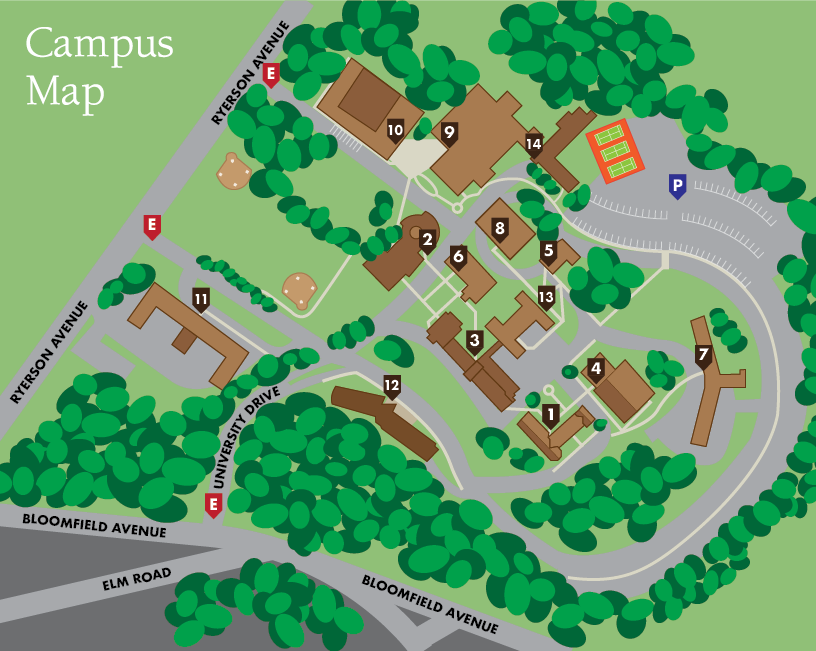 Campus
Map
RYERSON AVENUE
E
10
9
14
P
E
2
8
5
6
11
13
RYERSON AVENUE
3
7
4
12
1
UNIVERSITY DRIVE
E
BLOOMFIELD AVENUE
ELM ROAD
BLOOMFIELD AVENUE